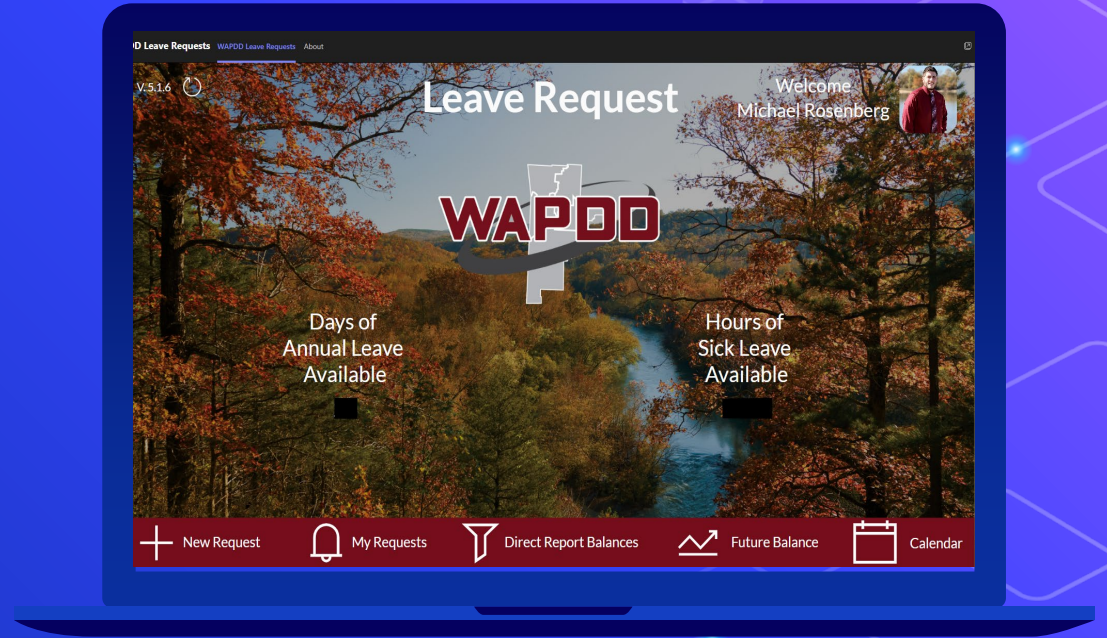 D Leave Requests WAPDD Leave Requests About
V. 5.1.6
Leave Request
Welcome
Michael Rosenberg
WAPDD
Days of
Annual Leave
Available
Hours of
Sick Leave
Available
New Request My Requests Direct Report Balances Future Balance Calendar